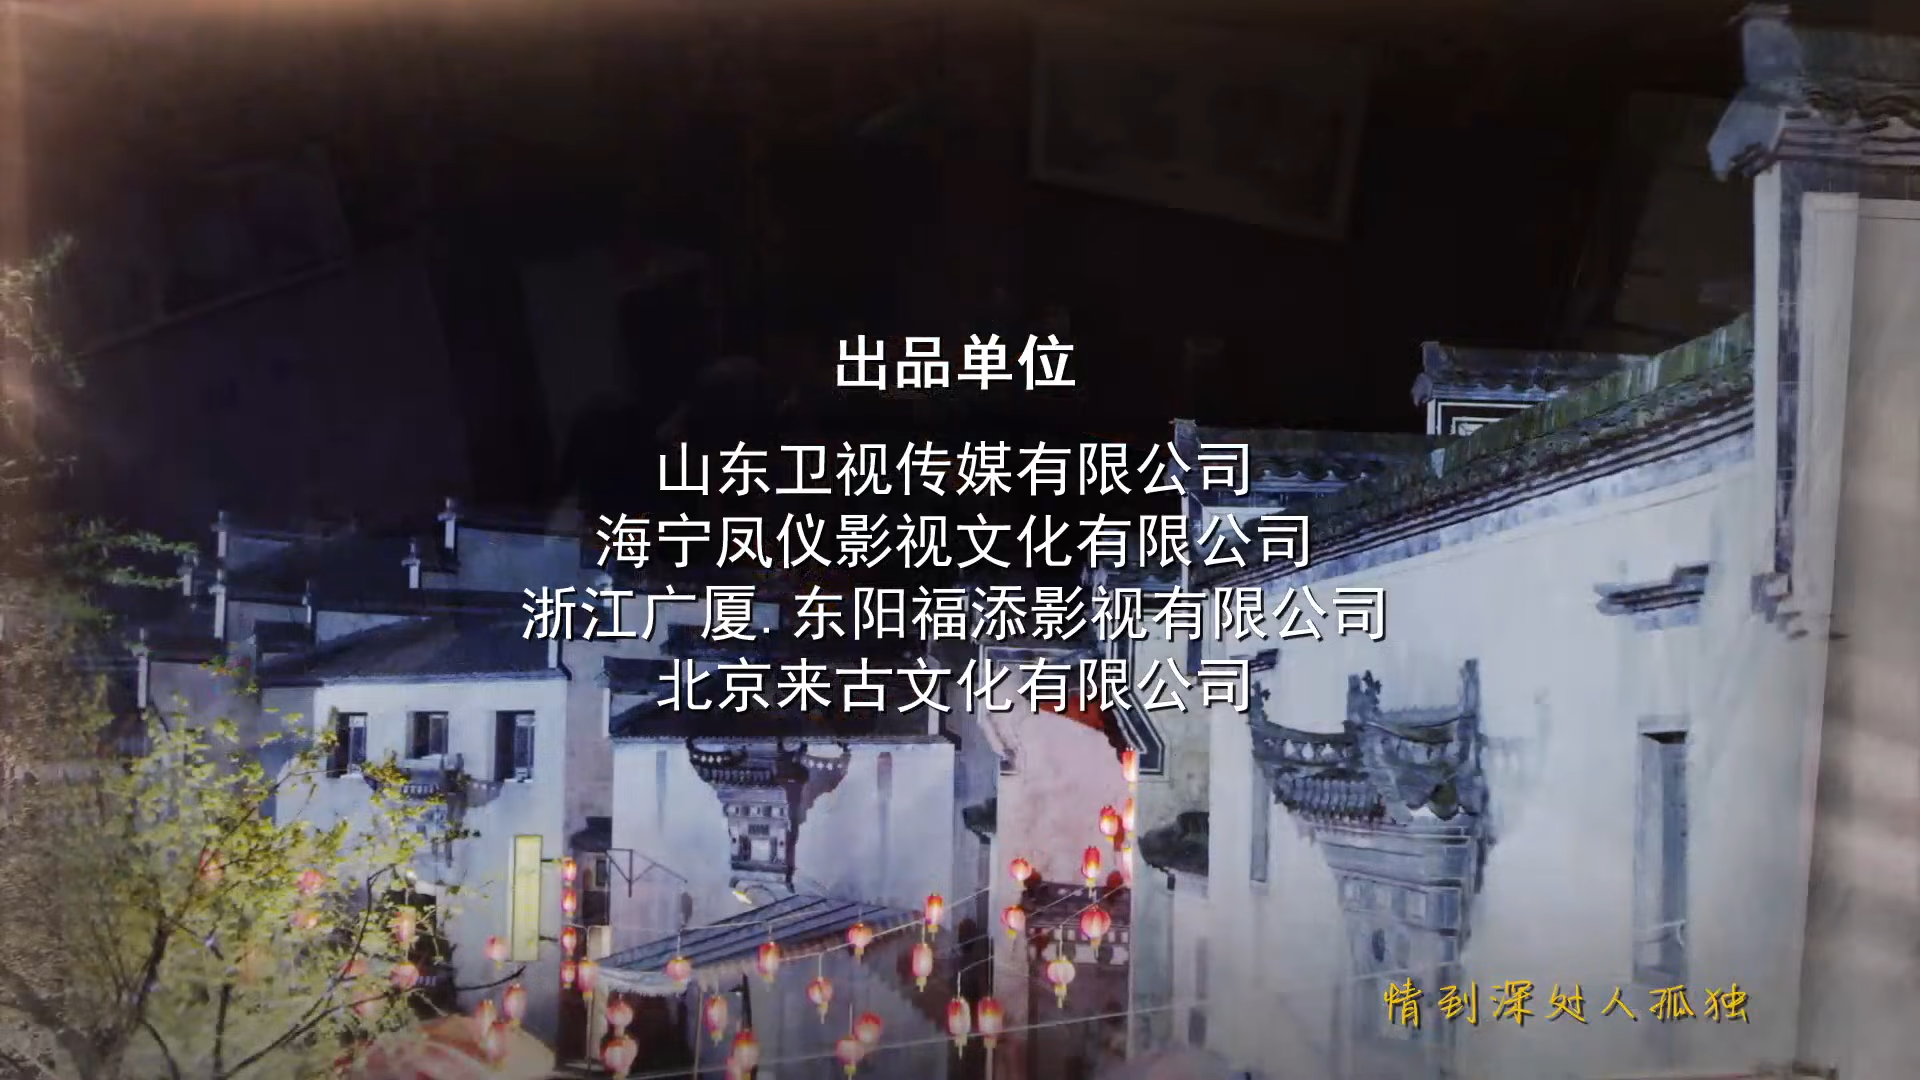 出品单位
山东卫视传媒有限公司
海宁凤仪影视文化有限公司
浙江广厦.东阳福添影视有限公司
北京来古文化有限公司
情到深处人孤独